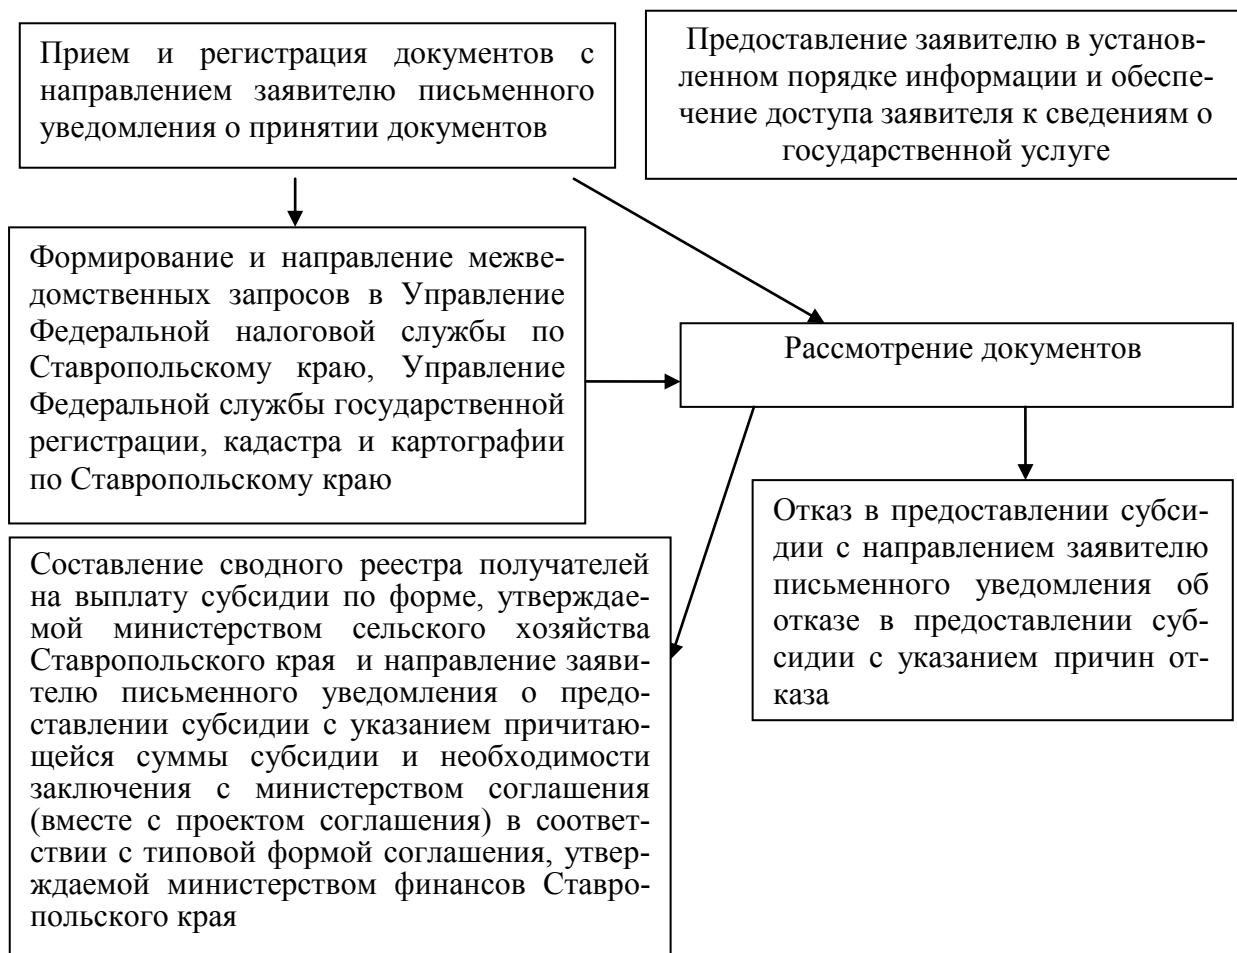 Прием и регистрация документов с
направлением заявителю письменного
уведомления о принятии документов
Предоставление заявителю в установ-
ленном порядке информации и обеспе-
чение доступа заявителя к сведениям о
государственной услуге
Формирование и направление межве-
домственных запросов в Управление
Федеральной налоговой службы по
Ставропольскому краю, Управление
Федеральной службы государственной
регистрации, кадастра и картографии
по Ставропольскому краю
Рассмотрение документов
Отказ в предоставлении субси-
дии с направлением заявителю
письменного уведомления об
отказе в предоставлении суб-
сидии с указанием причин от-
каза
Составление сводного реестра получателей
на выплату субсидии по форме, утверждае-
мой министерством сельского хозяйства
Ставропольского края и направление заяви-
телю письменного уведомления о предо-
ставлении субсидии с указанием причитаю-
щейся суммы субсидии и необходимости
заключения с министерством соглашения
(вместе с проектом соглашения) в соответ-
ствии с типовой формой соглашения, утвер-
ждаемой министерством финансов Ставро-
польского края